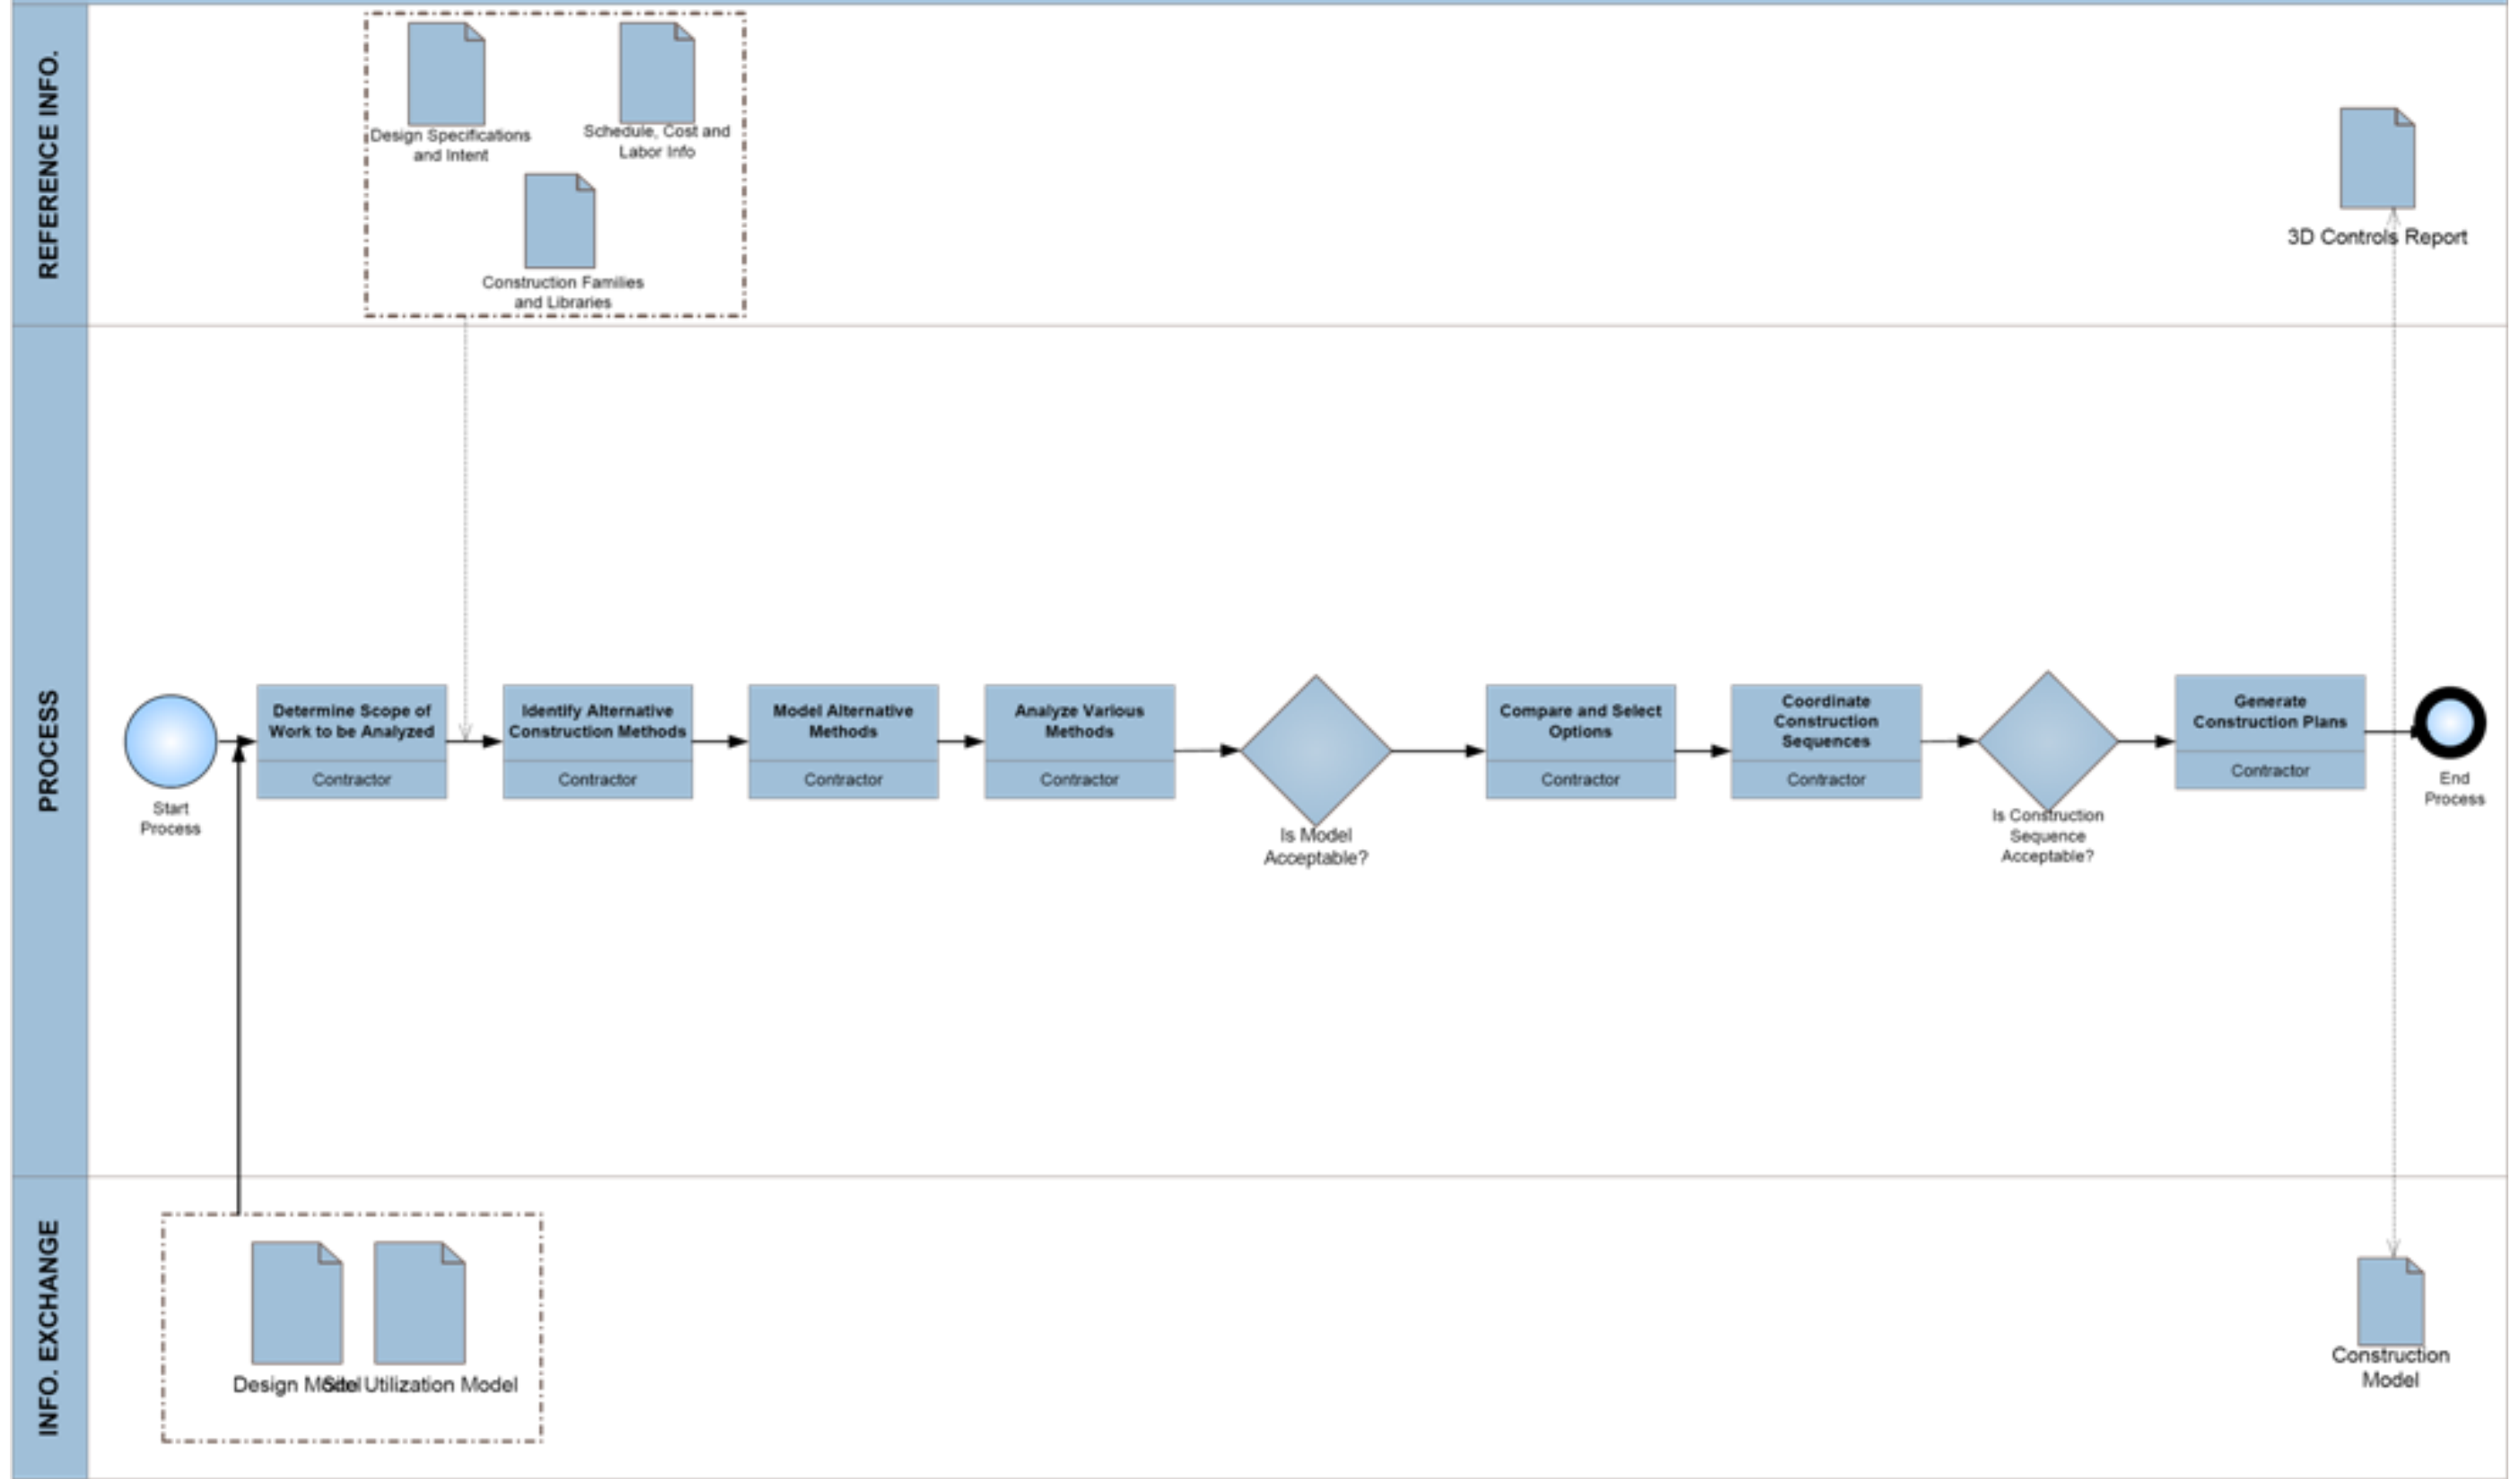 REFERENCE INFO.
Design Specifications
and Intent
Schedule, Cost and
Labor Info
Construction Families
and Libraries
3D Controls Report
PROCESS
Start
Process
Determine Scope of
Work to be Analyzed
Contractor
Identify Alternative
Construction Methods
Contractor
Model Alternative
Methods
Contractor
Analyze Various
Methods
Contractor
Is Model
Acceptable?
Compare and Select
Options
Contractor
Coordinate
Construction
Sequences
Contractor
Is Construction
Sequence
Acceptable?
Generate
Construction Plans
Contractor
End
Process
INFO. EXCHANGE
Design Model
Site Utilization Model
Construction
Model